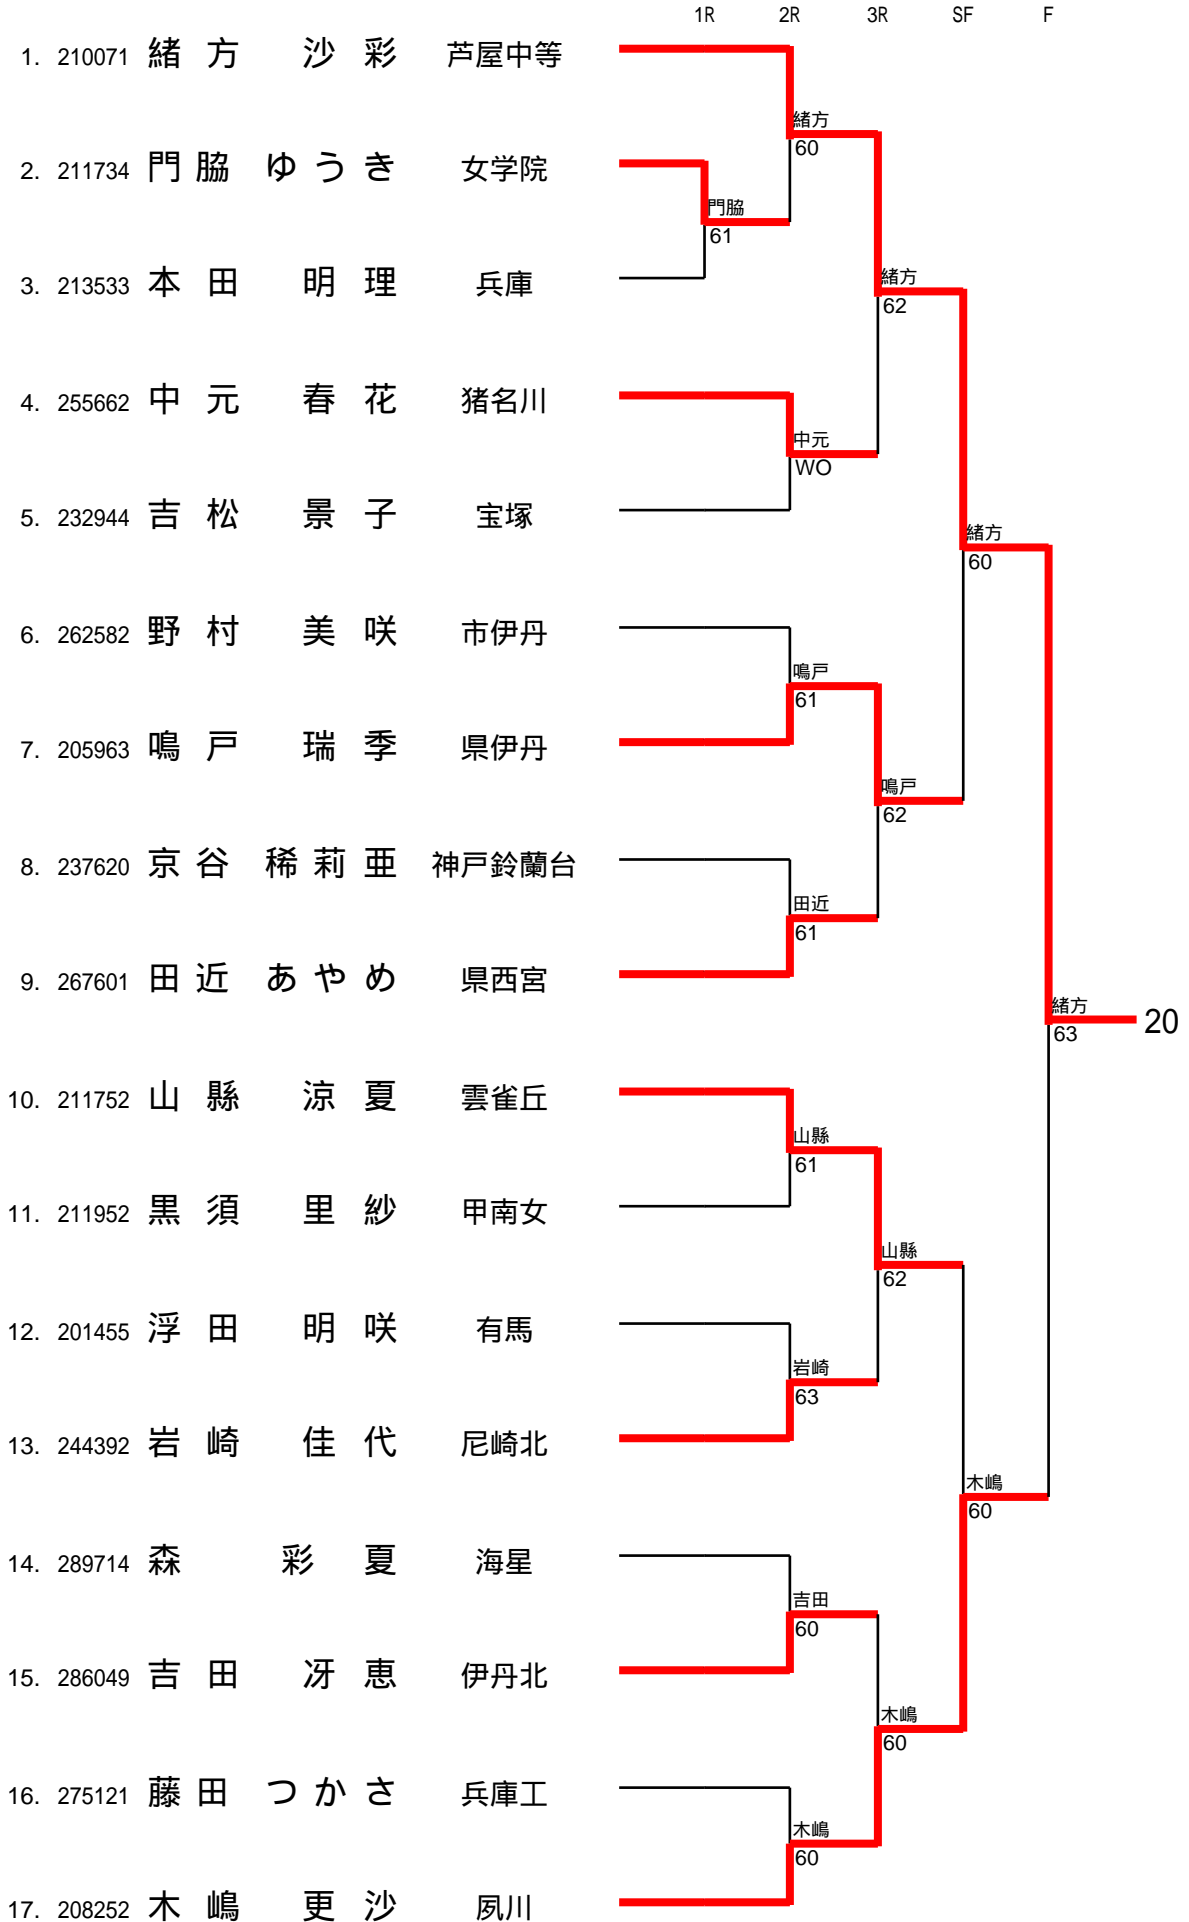 1R 2R 3R SF F
1. 210071 緒方 沙彩 芦屋中等
緒方
60
2. 211734 門脇 ゆうき 女学院
門脇
61
3. 213533 本田 明理 兵庫
緒方
62
4. 255662 中元 春花 猪名川
中元
WO
5. 232944 吉松 景子 宝塚
緒方
60
6. 262582 野村 美咲 市伊丹
鳴戸
61
7. 205963 鳴戸 瑞季 県伊丹
鳴戸
62
8. 237620 京谷 稀莉亜 神戸鈴蘭台
田近
61
9. 267601 田近 あやめ 県西宮
緒方
63
20
10. 211752 山縣 涼夏 雲雀丘
山縣
61
11. 211952 黒須 里紗 甲南女
山縣
62
12. 201455 浮田 明咲 有馬
岩崎
63
13. 244392 岩崎 佳代 尼崎北
木嶋
60
14. 289714 森 彩夏 海星
吉田
60
15. 286049 吉田 冴恵 伊丹北
木嶋
60
16. 275121 藤田 つかさ 兵庫工
木嶋
60
17. 208252 木嶋 更沙 夙川